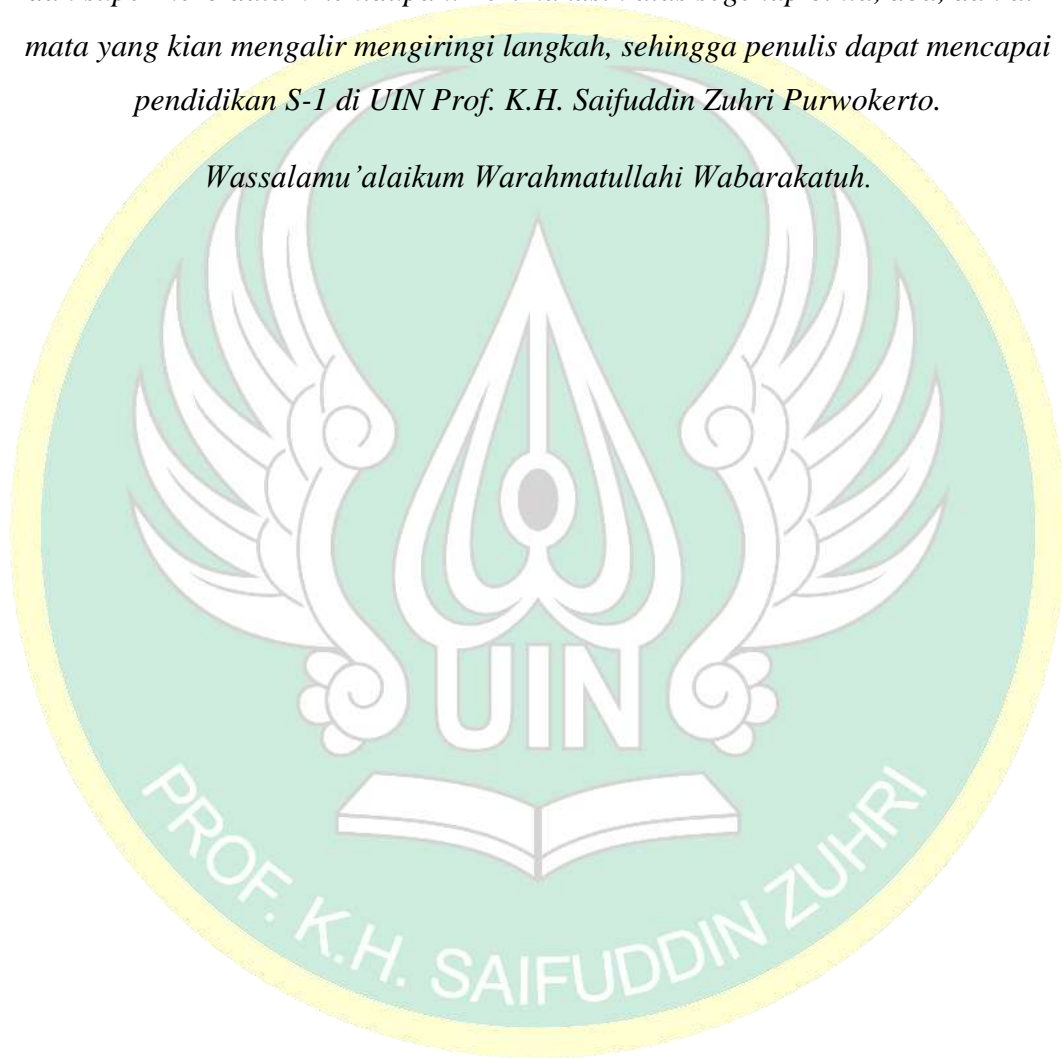 mata yang kian mengalir mengiringi langkah, sehingga penulis dapat mencapai
pendidikan S-1 di UIN Prof. K.H. Saifuddin Zuhri Purwokerto.
Wassalamu’alaikum Warahmatullahi Wabarakatuh.
UIN
PROF. K.H. SAIFUDDIN ZUHRI